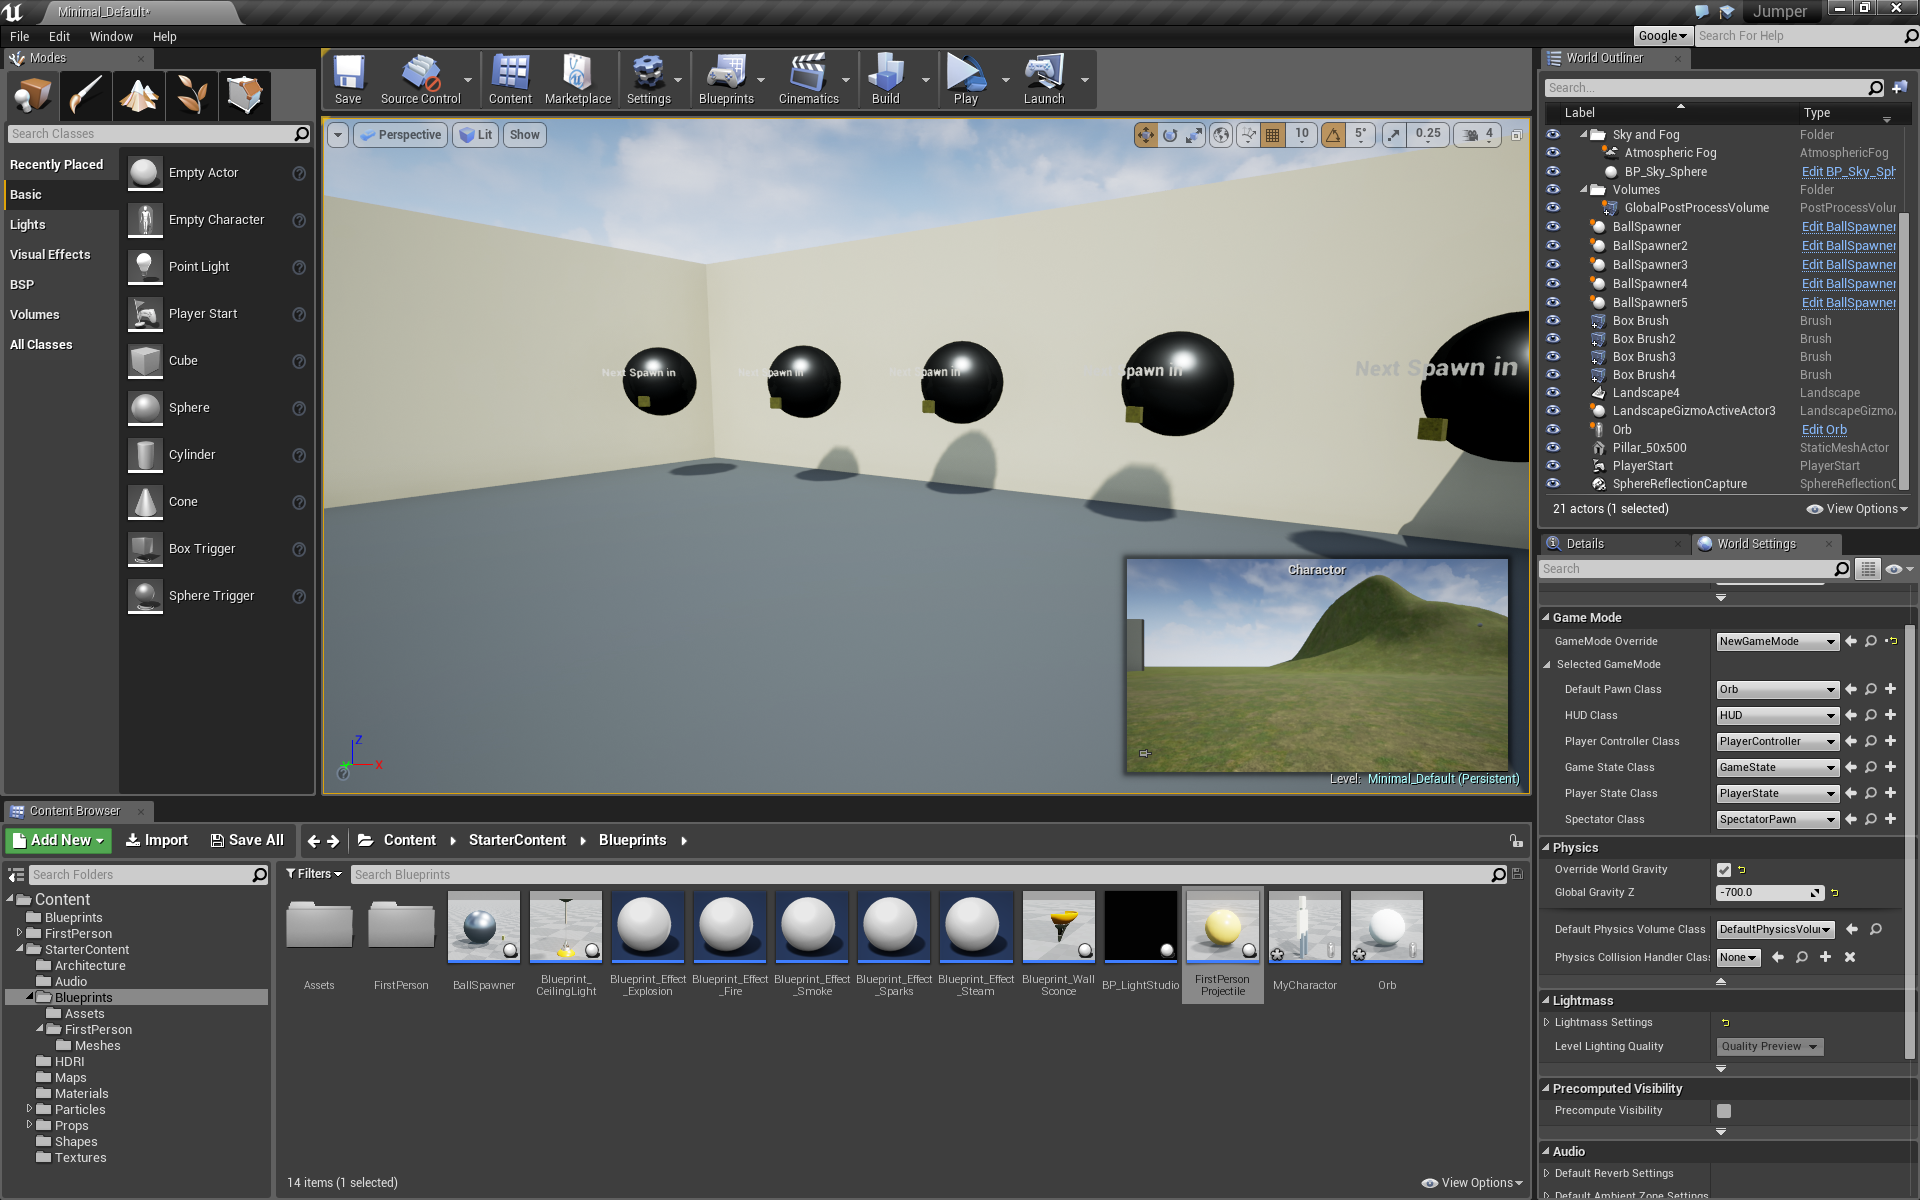 Minimal_Default*
Jumper
File Edit Window Help
Google Search For Help
Modes
Search Classes
Recently Placed
Basic
Lights
Visual Effects
BSP
Volumes
All Classes
Empty Actor
Empty Character
Point Light
Player Start
Cube
Sphere
Cylinder
Cone
Box Trigger
Sphere Trigger
Save Source Control Content Marketplace Settings Blueprints Cinematics Build Play Launch
Perspective Lit Show 10 5° 0.25 4
Next Spawn in
Next Spawn in
Next Spawn in
pawn in
Next Spawn in
Charactor
Z
X
Level: Minimal_Default (Persistent)
World Outliner
Search...
Label Type
Sky and Fog Folder
Atmospheric Fog AtmosphericFog
BP_Sky_Sphere Edit BP_Sky_Sph
Volumes Folder
GlobalPostProcessVolume PostProcessVolu
BallSpawner Edit BallSpawner
BallSpawner2 Edit BallSpawner
BallSpawner3 Edit BallSpawner
BallSpawner4 Edit BallSpawner
BallSpawner5 Edit BallSpawner
Box Brush Brush
Box Brush2 Brush
Box Brush3 Brush
Box Brush4 Brush
Landscape4 Landscape
LandscapeGizmoActiveActor3 LandscapeGizmo
Orb Edit Orb
Pillar_50x500 StaticMeshActor
PlayerStart PlayerStart
SphereReflectionCapture SphereReflectionC
21 actors (1 selected) View Options
Details World Settings
Search
Game Mode
GameMode Override NewGameMode
Selected GameMode
Default Pawn Class Orb
HUD Class HUD
Player Controller Class PlayerController
Game State Class GameState
Player State Class PlayerState
Spectator Class SpectatorPawn
Physics
Override World Gravity
Global Gravity Z -700.0
Default Physics Volume Class DefaultPhysicsVolu
Physics Collision Handler Clas None
Lightmass
Lightmass Settings
Level Lighting Quality Quality Preview
Precomputed Visibility
Precompute Visibility
Audio
Default Reverb Settings
Default Ambient Zone Settings
Content Browser
Add New Import Save All Content StarterContent Blueprints
Search Folders
Filters Search Blueprints
Content
Blueprints
FirstPerson
StarterContent
Architecture
Audio
Blueprints
Assets
FirstPerson
Meshes
HDRI
Maps
Materials
Particles
Props
Shapes
Textures
Assets
FirstPerson
BallSpawner
Blueprint_
CeilingLight
Blueprint_Effect
_Explosion
Blueprint_Effect
_Fire
Blueprint_Effect
_Smoke
Blueprint_Effect
_Sparks
Blueprint_Effect
_Steam
Blueprint_Wall
Sconce
BP_LightStudio
FirstPerson
Projectile
MyCharactor
Orb
14 items (1 selected) View Options